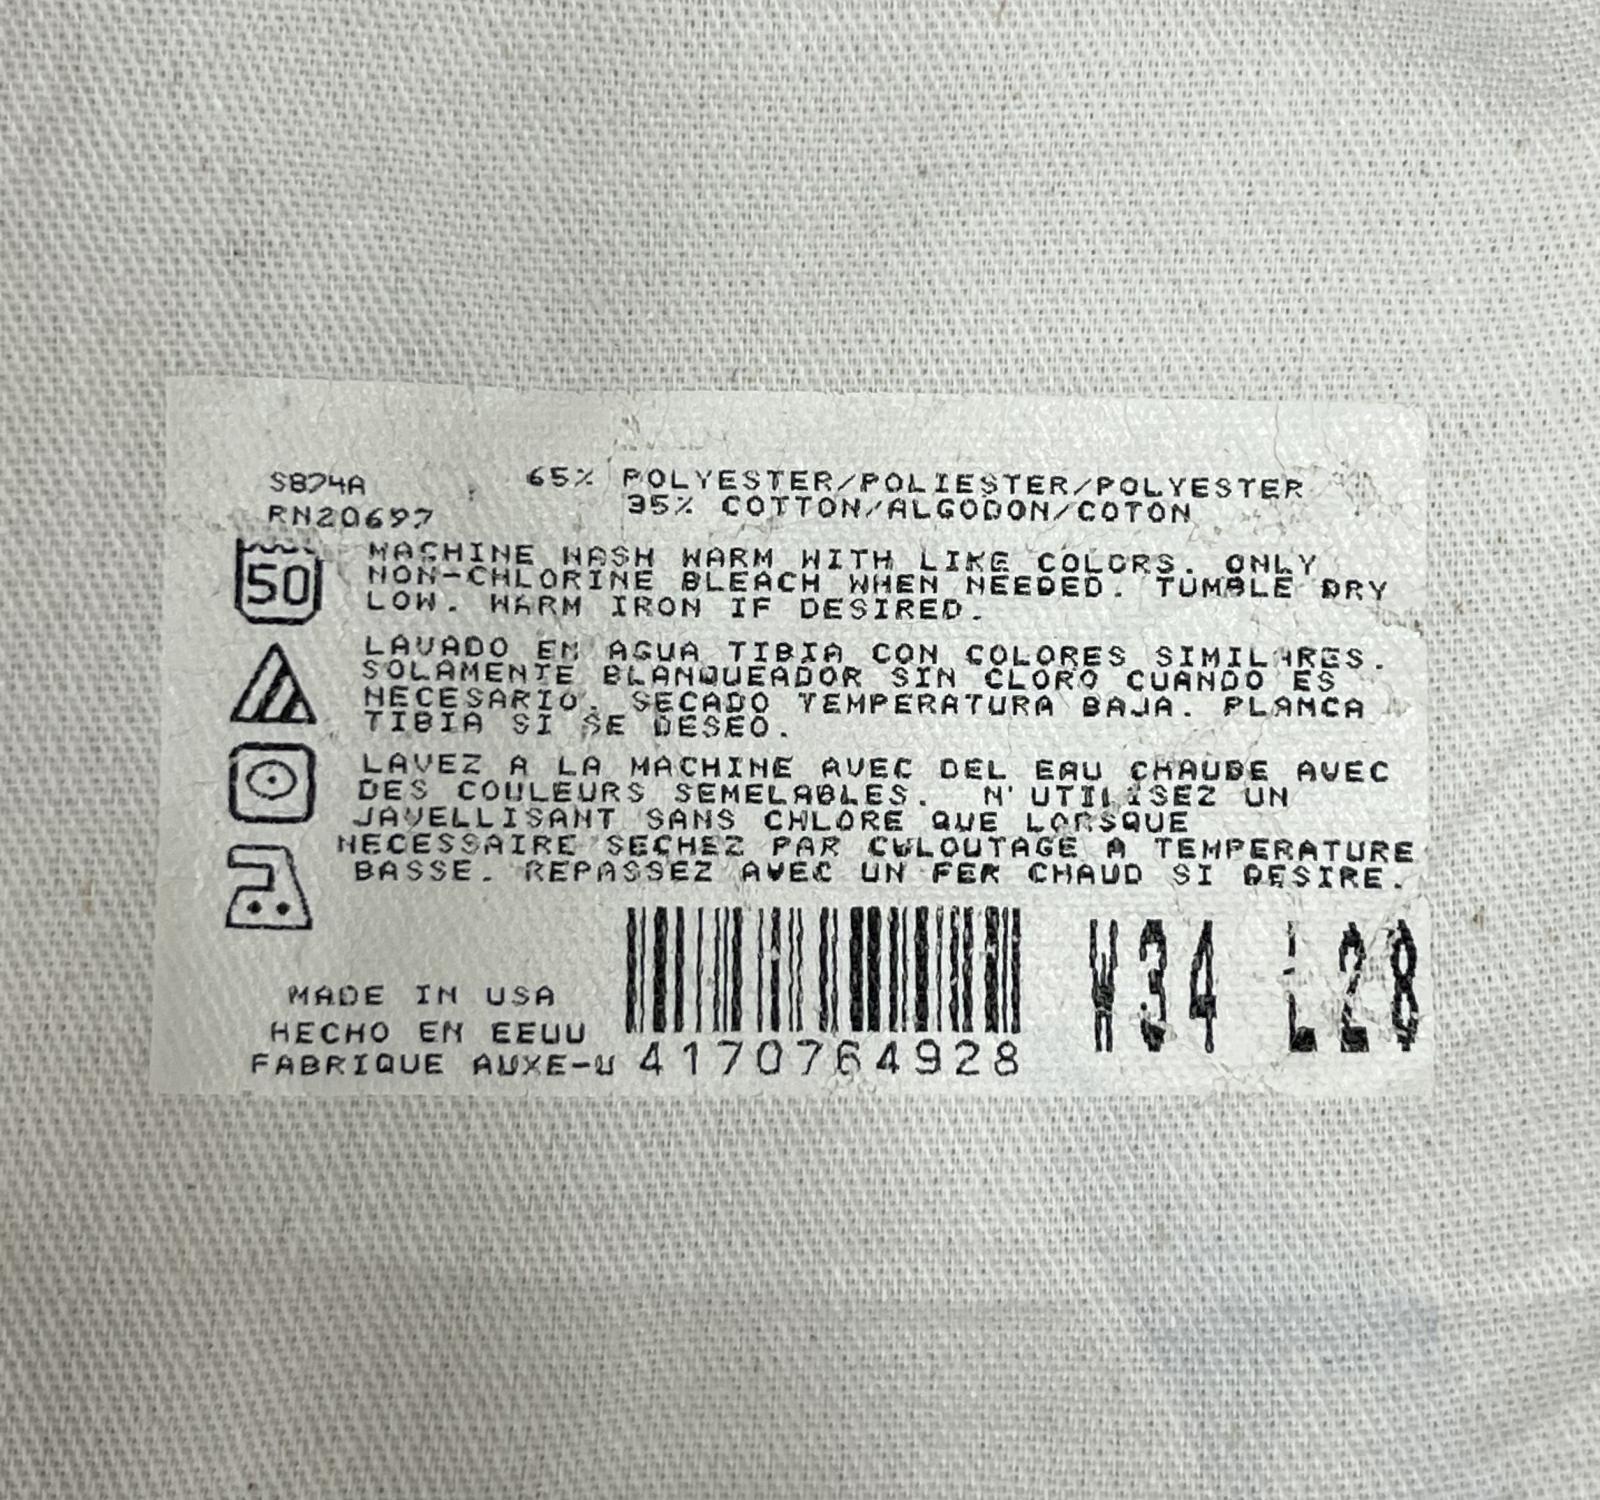 S874A
RN20697
65% POLYESTER/POLIESTER/POLYESTER
35% COTTON/ALGODON/COTON
50
MACHINE WASH WARM WITH LIKE COLORS. ONLY
NON-CHLORINE BLEACH WHEN NEEDED. TUMBLE DRY
LOW. WARM IRON IF DESIRED.
LAVADO EN AGUA TIBIA CON COLORES SIMILARES.
SOLAMENTE BLANQUEADOR SIN CLORO CUANDO ES
NECESARIO. SECADO TEMPERATURA BAJA. PLANCA
TIBIA SI SE DESEO.
LAVEZ A LA MACHINE AVEC DEL EAU CHAUDE AVEC
DES COULEURS SEMELABLES. N'UTILISEZ UN
JAVELLISANT SANS CHLORE QUE LORSQUE
NECESSAIRE SECHEZ PAR CULOUTAGE A TEMPERATURE
BASSE. REPASSEZ AVEC UN FER CHAUD SI DESIRE.
MADE IN USA
HECHO EN EEUU
FABRIQUE AUXE-U
4170764928
W34 L28